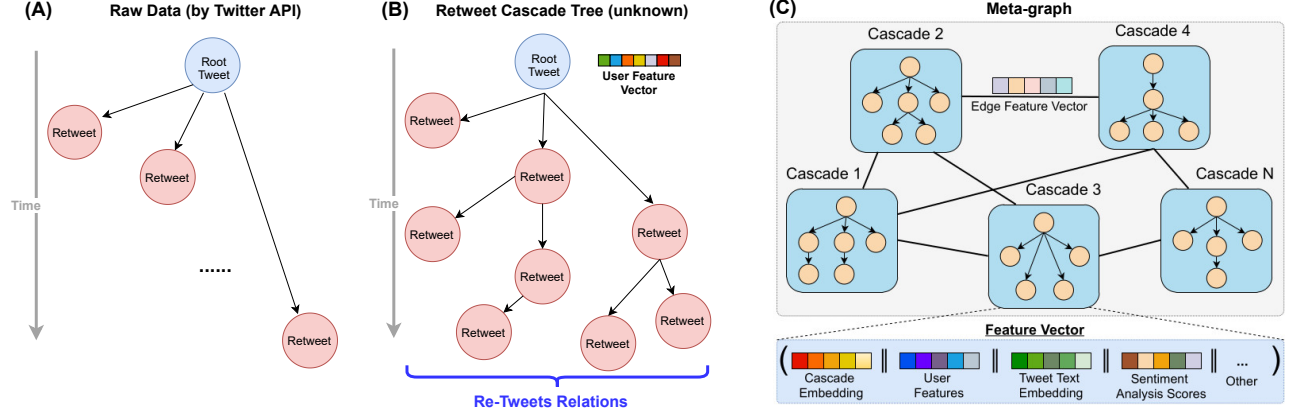 (A)
Raw Data (by Twitter API)
Root
Tweet
Retweet
Retweet
Time
......
Retweet
(B)
Retweet Cascade Tree (unknown)
Root
Tweet
User Feature
Vector
Retweet
Retweet
Time
Retweet
Retweet
Retweet
Retweet
Retweet
Retweet
Re-Tweets Relations
(C)
Meta-graph
Cascade 2
Cascade 4
Edge Feature Vector
Cascade 1
Cascade 3
Cascade N
Feature Vector
( || || || || ... )
Cascade
Embedding
User
Features
Tweet Text
Embedding
Sentiment
Analysis Scores
Other